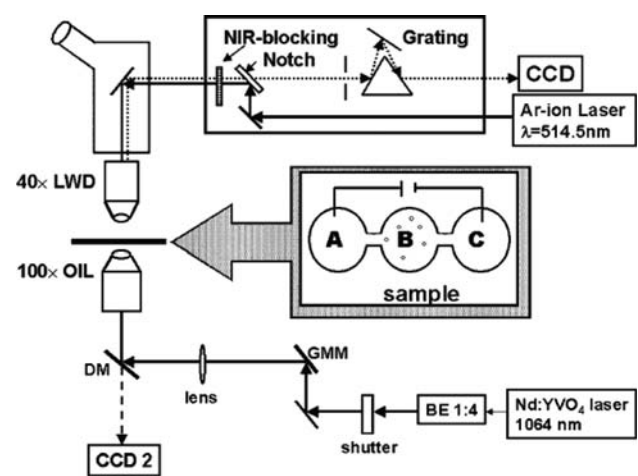 NIR-blocking
Notch
Grating
CCD
Ar-ion Laser
λ=514.5nm
40× LWD
A
B
C
sample
100× OIL
DM
lens
GMM
shutter
BE 1:4
Nd:YVO₄ laser
1064 nm
CCD 2